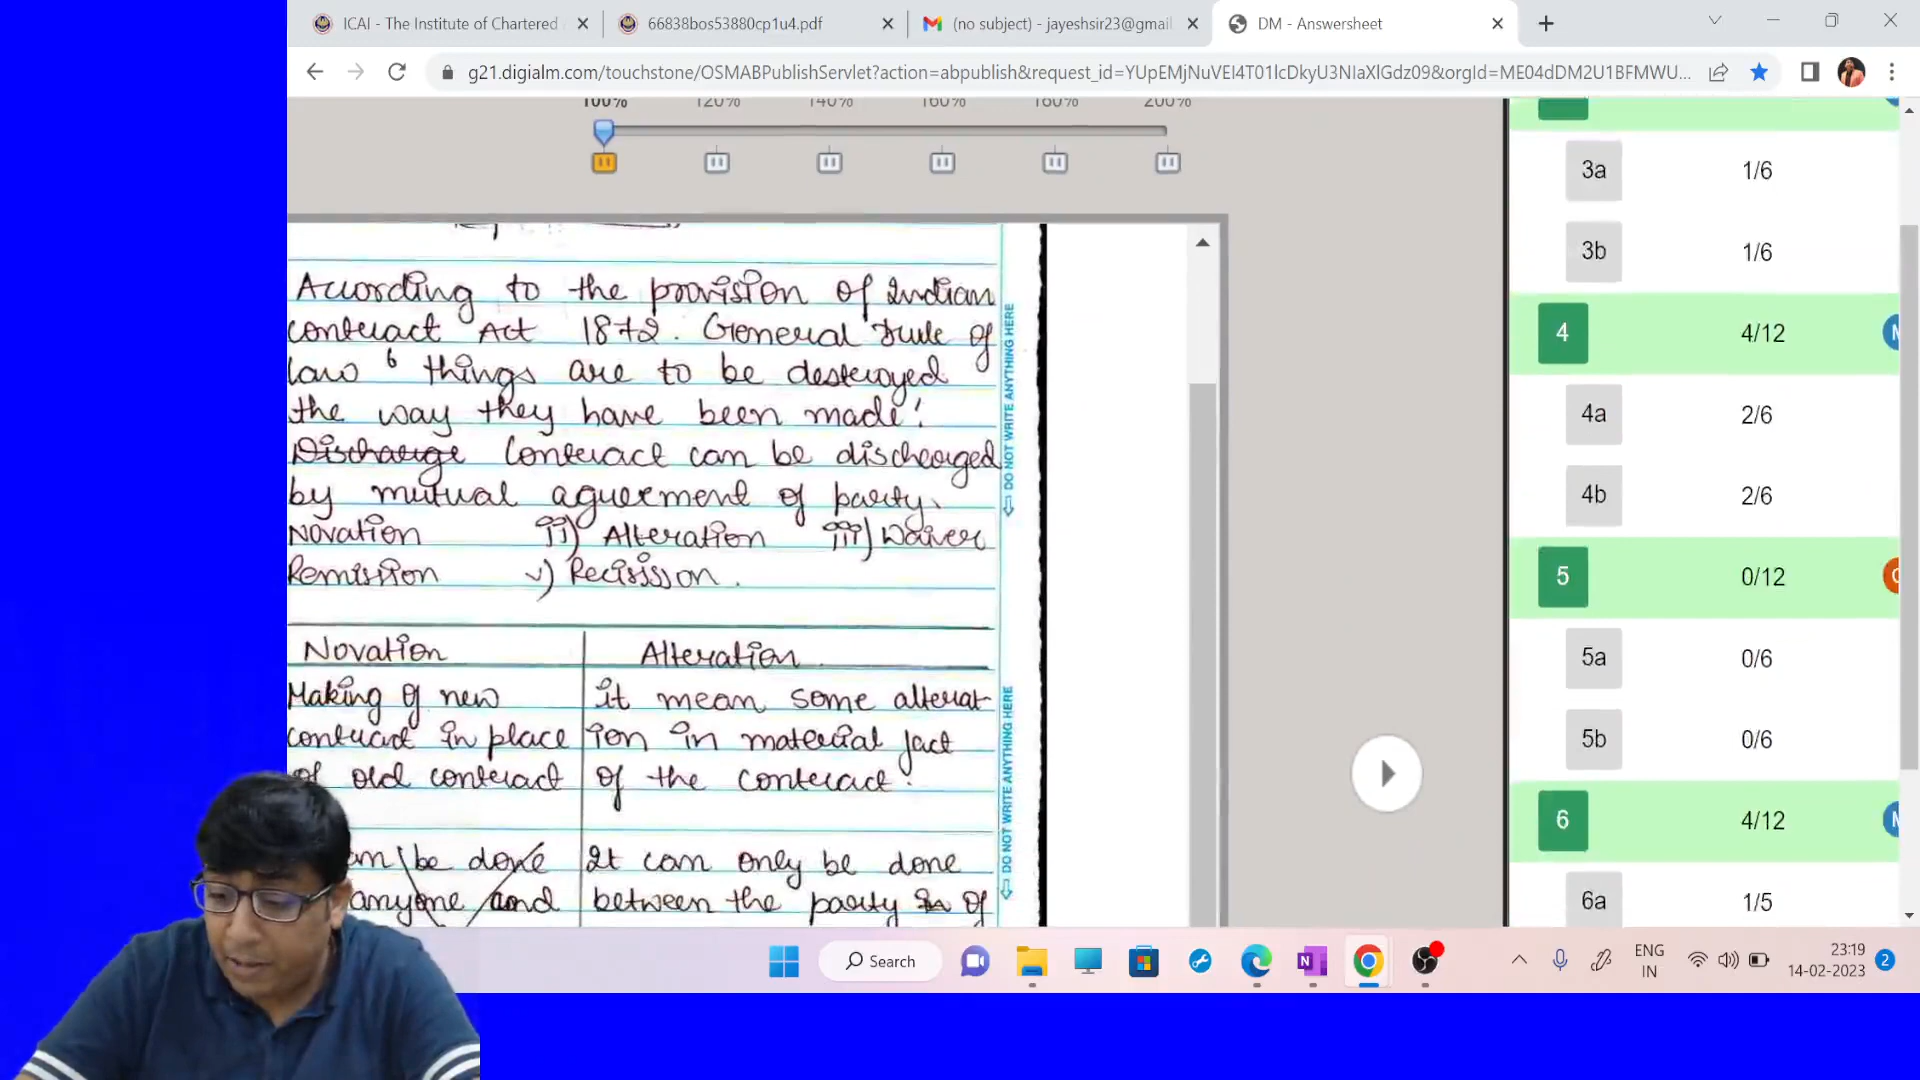 ICAI - The Institute of Chartered
66838bos53880cp1u4.pdf
(no subject) - jayeshsir23@gmai
DM - Answersheet
g21.digialm.com/touchstone/OSMABPublishServlet?action=abpublish&request_id=YUpEMjNuVEI4T01lcDkyU3NIaXlGdz09&orgId=ME04dDM2U1BFMWU...
100% 120% 140% 160% 180% 200%
According to the provision of Indian
contract Act 1872. General rule of
law 6 things are to be destroyed
the way they have been made!
Discharge Contract can be discharged
by mutual agreement of party.
Novation ii) Alteration iii) Waiver
Remission v) Recission.
Novation Alteration
Making of new it mean some alterat-
contract in place ion in material fact
of old contract of the contract.
be done It can only be done
anyone and between the party in of
DO NOT WRITE ANYTHING HERE
DO NOT WRITE ANYTHING HERE
3a 1/6
3b 1/6
4 4/12
4a 2/6
4b 2/6
5 0/12
5a 0/6
5b 0/6
6 4/12
6a 1/5
Search
ENG
IN
23:19
14-02-2023
2